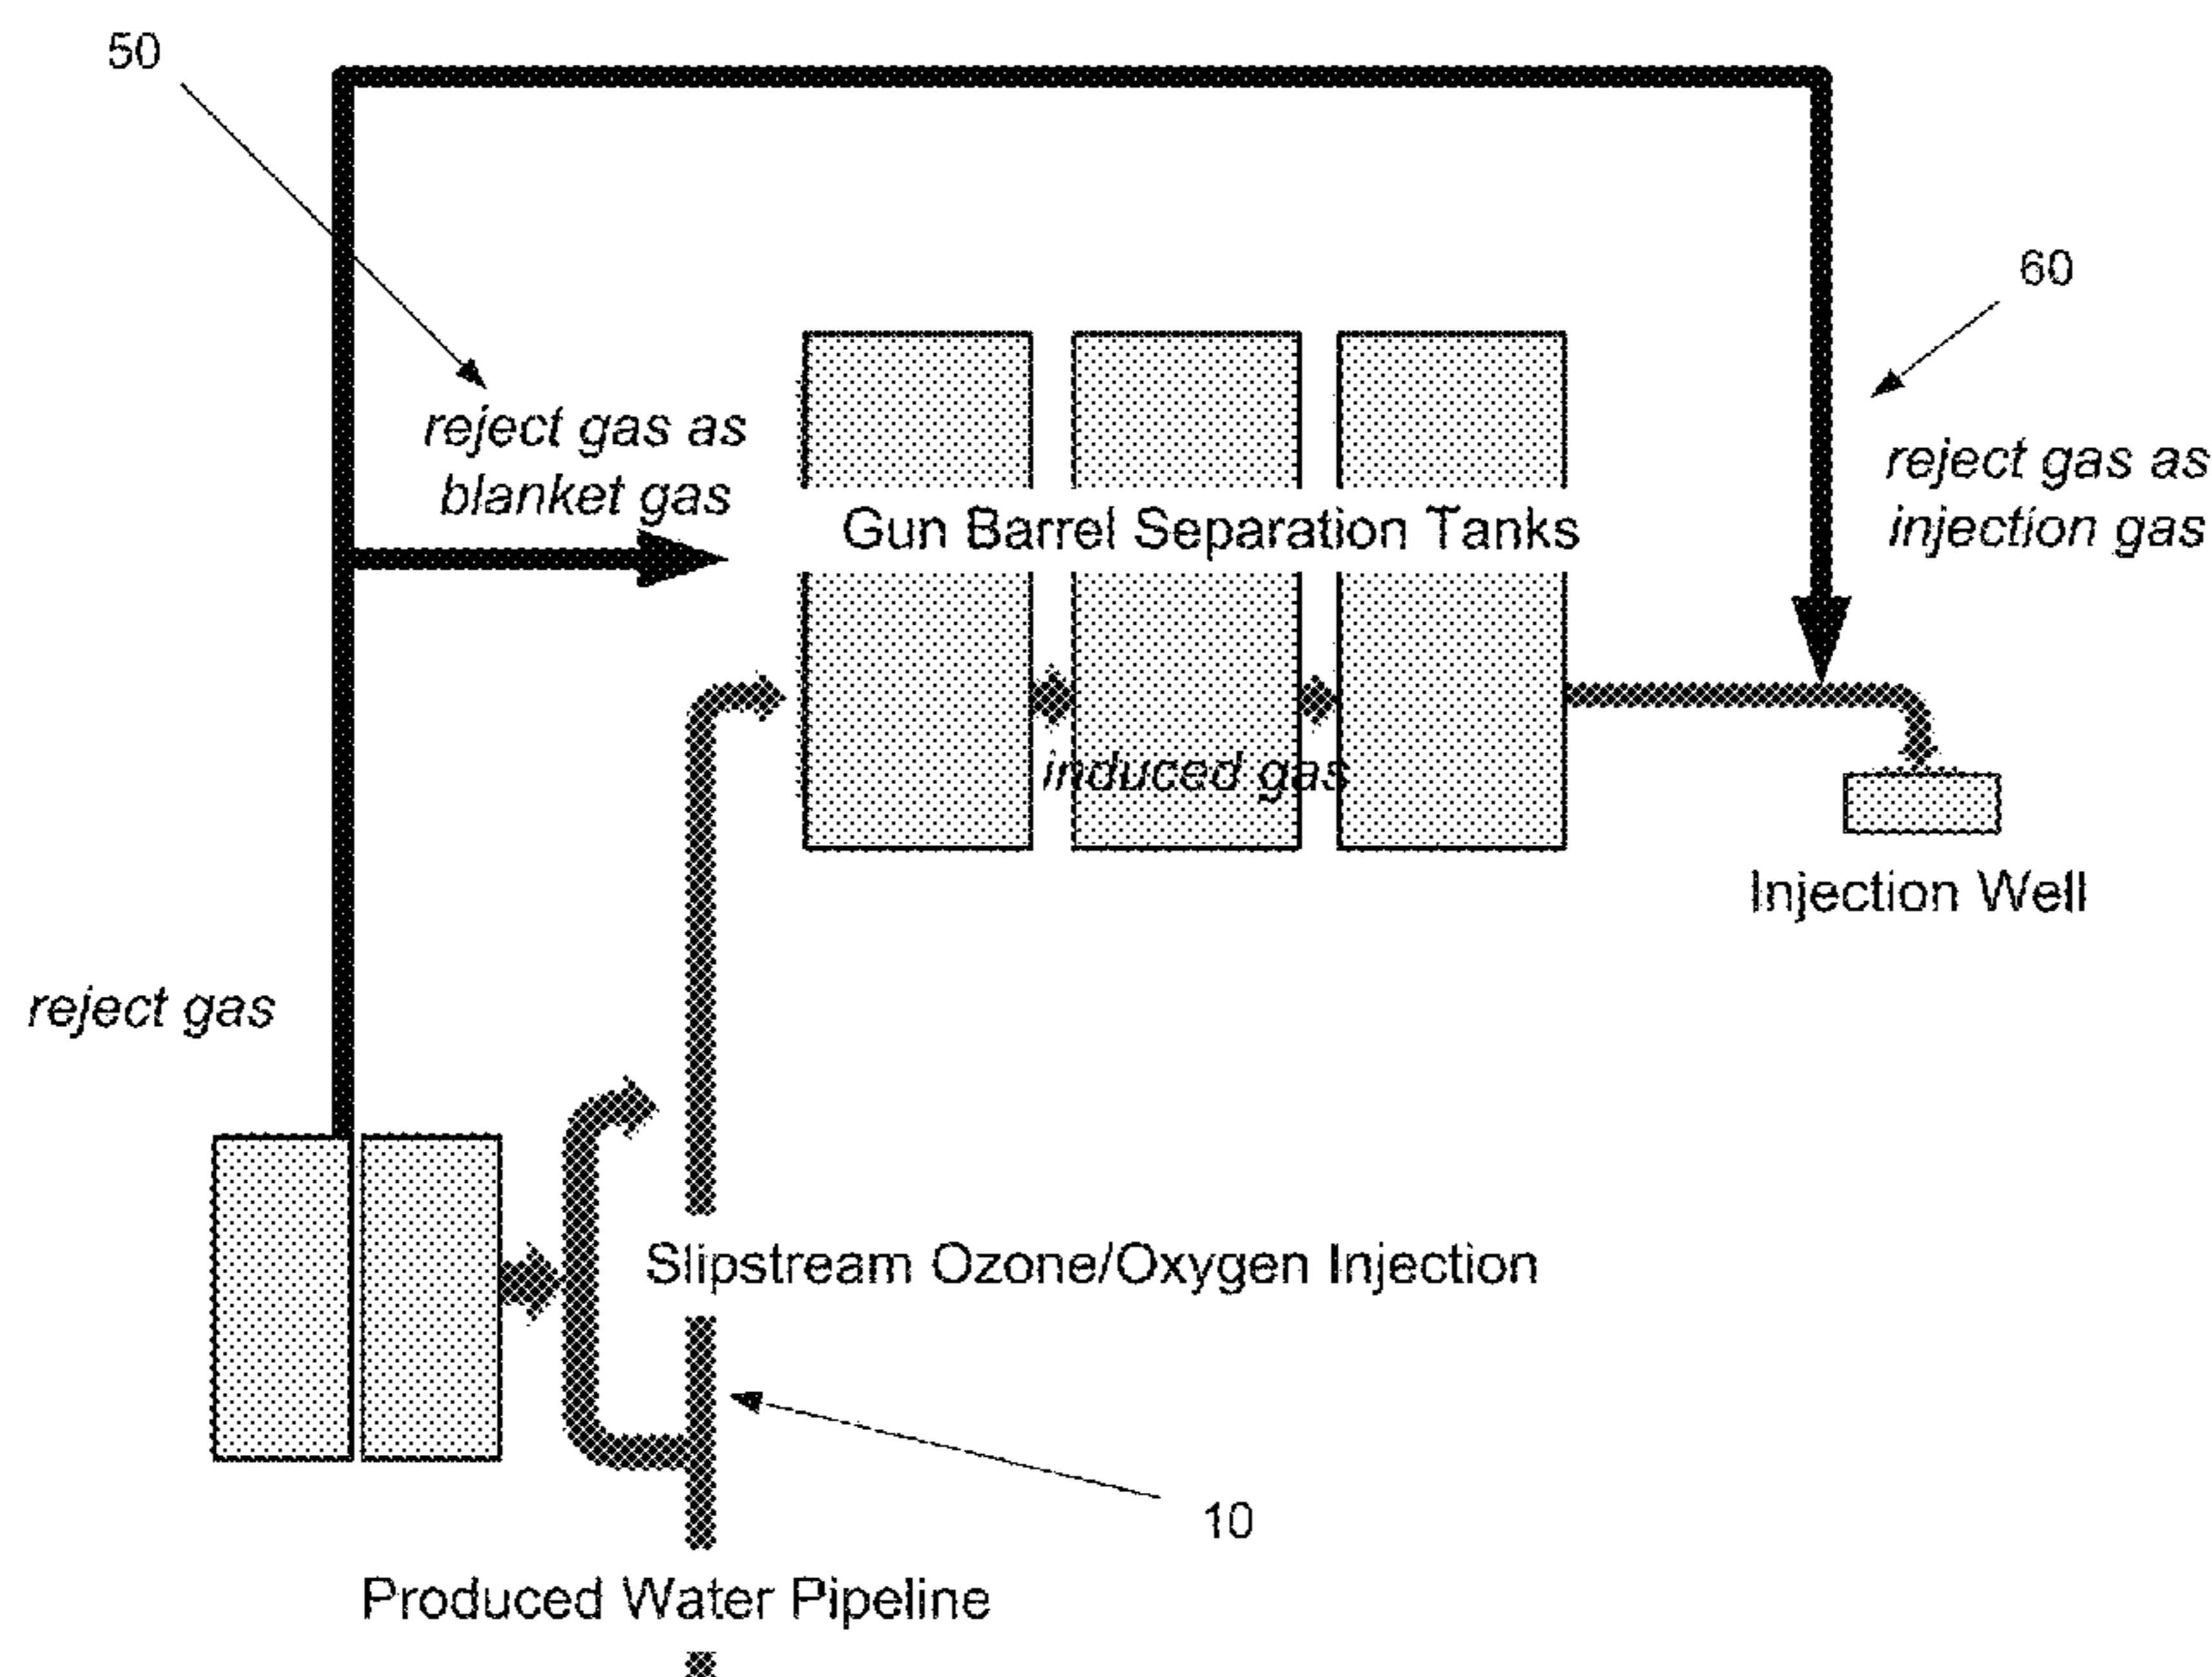 50
60
reject gas as
blanket gas
reject gas as
injection gas
Gun Barrel Separation Tanks
induced gas
Injection Well
reject gas
Slipstream Ozone/Oxygen Injection
10
Produced Water Pipeline